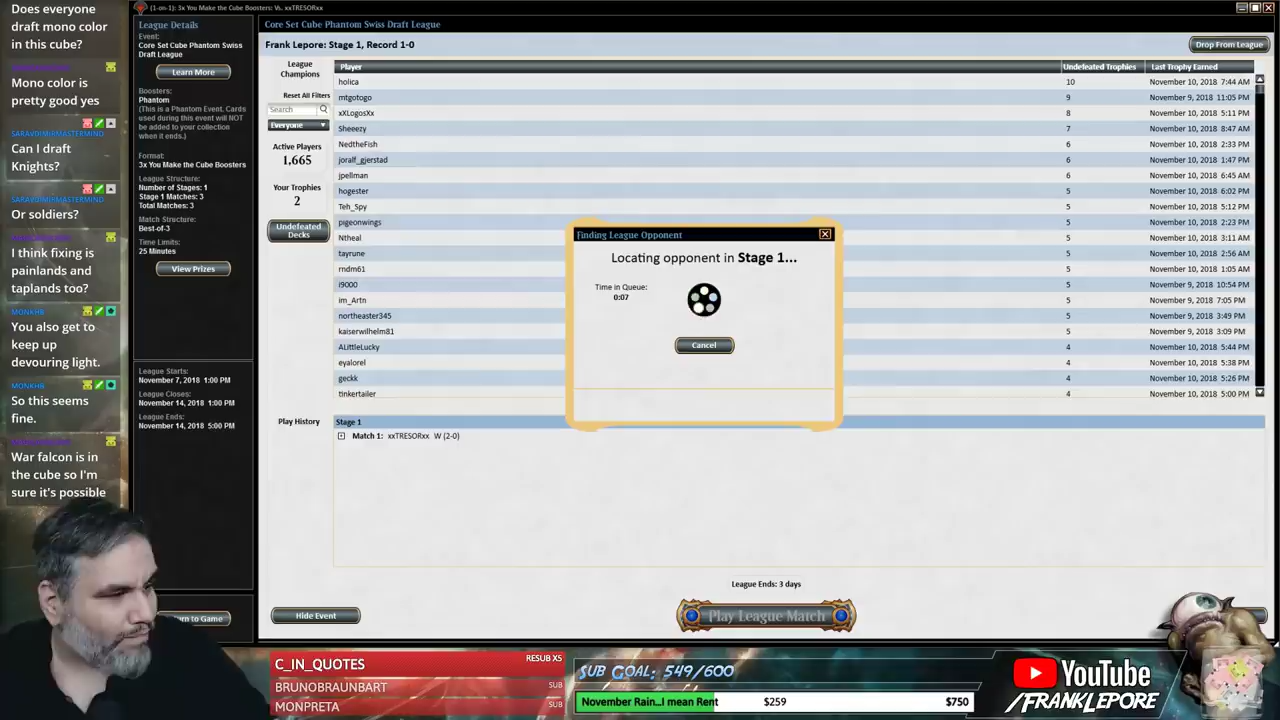 (1-on-1): 3x You Make the Cube Boosters: Vs. xxTRESORxx
Does everyone
draft mono color
in this cube?
Mono color is
pretty good yes
SARAVDIMIRMASTERMIND
Can I draft
Knights?
SARAVDIMIRMASTERMIND
Or soldiers?
I think fixing is
painlands and
taplands too?
MONKHB
You also get to
keep up
devouring light.
MONKHB
So this seems
fine.
War falcon is in
the cube so I'm
sure it's possible
League Details
Event:
Core Set Cube Phantom Swiss
Draft League
Learn More
Boosters:
Phantom
(This is a Phantom Event. Cards
used during this event will NOT
be added to your collection
when it ends.)
Format:
3x You Make the Cube Boosters
League Structure:
Number of Stages: 1
Stage 1 Matches: 3
Total Matches: 3
Match Structure:
Best-of-3
Time Limits:
25 Minutes
View Prizes
League Starts:
November 7, 2018 1:00 PM
League Closes:
November 14, 2018 1:00 PM
League Ends:
November 14, 2018 5:00 PM
to Game
Core Set Cube Phantom Swiss Draft League
Frank Lepore: Stage 1, Record 1-0
Drop From League
League
Champions
Reset All Filters
Search
Everyone
Active Players
1,665
Your Trophies
2
Undefeated
Decks
Player Undefeated Trophies Last Trophy Earned
holica 10 November 10, 2018 7:44 AM
mtgotogo 9 November 9, 2018 11:05 PM
xXLogosXx 8 November 10, 2018 5:11 PM
Sheeezy 7 November 10, 2018 8:47 AM
NedtheFish 6 November 10, 2018 2:33 PM
joralf_gjerstad 6 November 10, 2018 1:47 PM
jpellman 6 November 10, 2018 6:45 AM
hogester 5 November 10, 2018 6:02 PM
Teh_Spy 5 November 10, 2018 5:12 PM
pigeonwings 5 November 10, 2018 2:23 PM
Ntheal 5 November 10, 2018 3:11 AM
tayrune 5 November 10, 2018 2:56 AM
rndm61 5 November 10, 2018 1:05 AM
i9000 5 November 9, 2018 10:54 PM
im_Artn 5 November 9, 2018 7:05 PM
northeaster345 5 November 9, 2018 3:49 PM
kaiserwilhelm81 5 November 9, 2018 3:09 PM
ALittleLucky 4 November 10, 2018 5:44 PM
eyalorel 4 November 10, 2018 5:38 PM
geckk 4 November 10, 2018 5:26 PM
tinkertailer 4 November 10, 2018 5:00 PM
Finding League Opponent
Locating opponent in Stage 1...
Time in Queue:
0:07
Cancel
Play History
Stage 1
Match 1: xxTRESORxx W (2-0)
League Ends: 3 days
Hide Event
Play League Match
C_IN_QUOTES RESUB X5
BRUNOBRAUNBART SUB
MONPRETA SUB
SUB GOAL: 549/600
November Rain...I mean Rent $259 $750
YouTube
/FRANKLEPORE